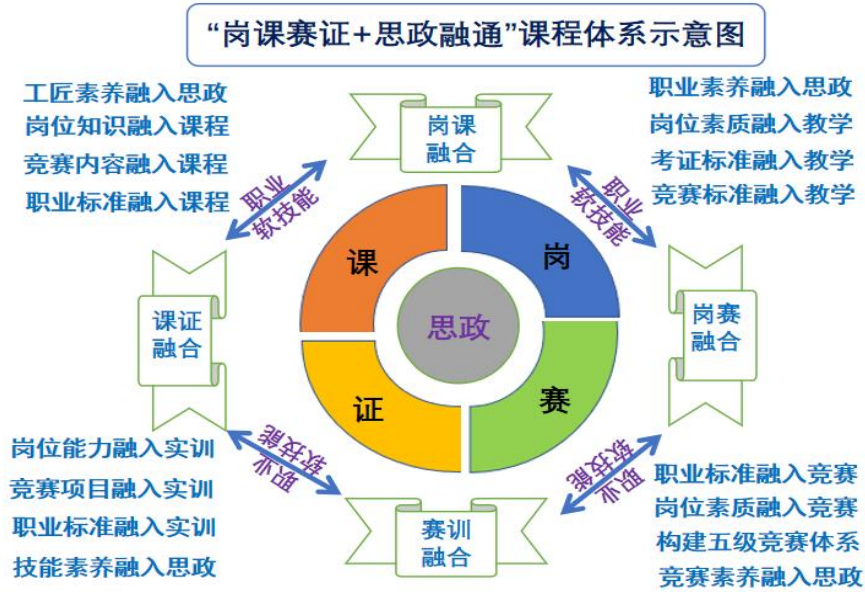 “岗课赛证+思政融通”课程体系示意图
工匠素养融入思政
岗位知识融入课程
竞赛内容融入课程
职业标准融入课程
岗课
融合
职业素养融入思政
岗位素质融入教学
考证标准融入教学
竞赛标准融入教学
职业
软技能
职业
软技能
课
岗
思政
证
赛
课证
融合
岗赛
融合
岗位能力融入实训
竞赛项目融入实训
职业标准融入实训
技能素养融入思政
职业
软技能
赛训
融合
职业
软技能
职业标准融入竞赛
岗位素质融入竞赛
构建五级竞赛体系
竞赛素养融入思政